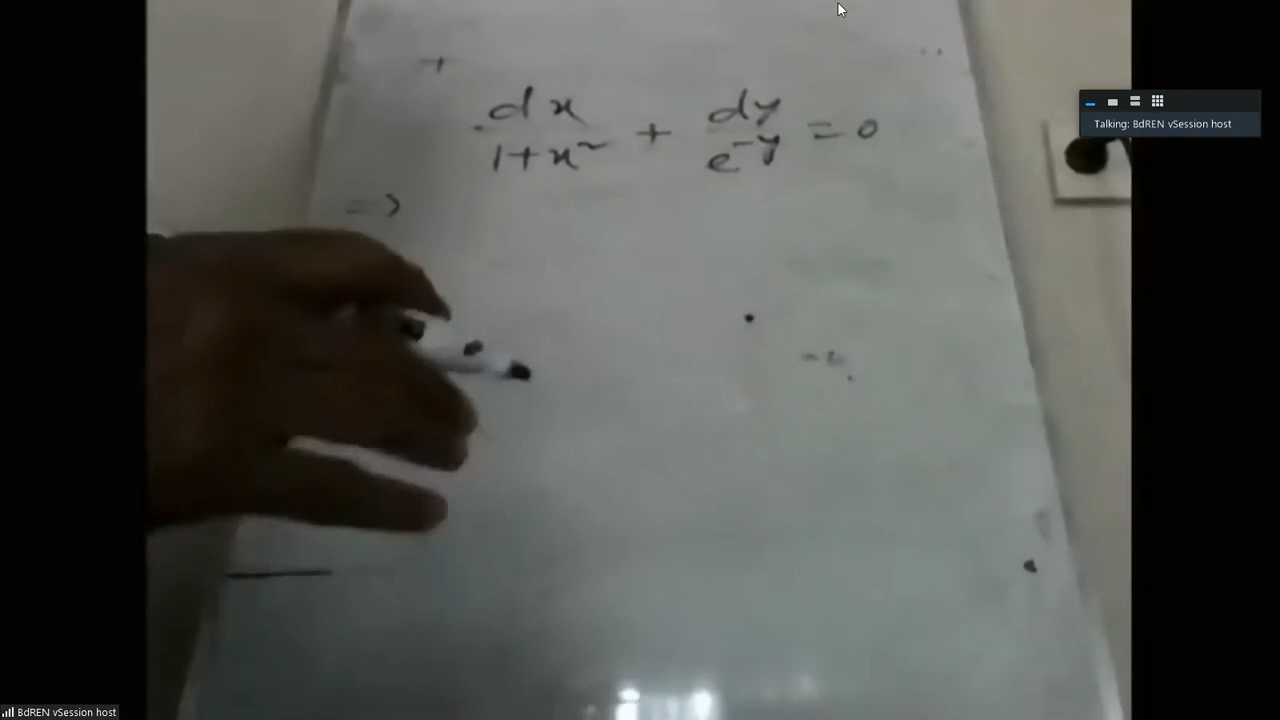 dx/1+x² + dy/e^-y = 0
=>
Talking: BdREN vSession host
BdREN vSession host